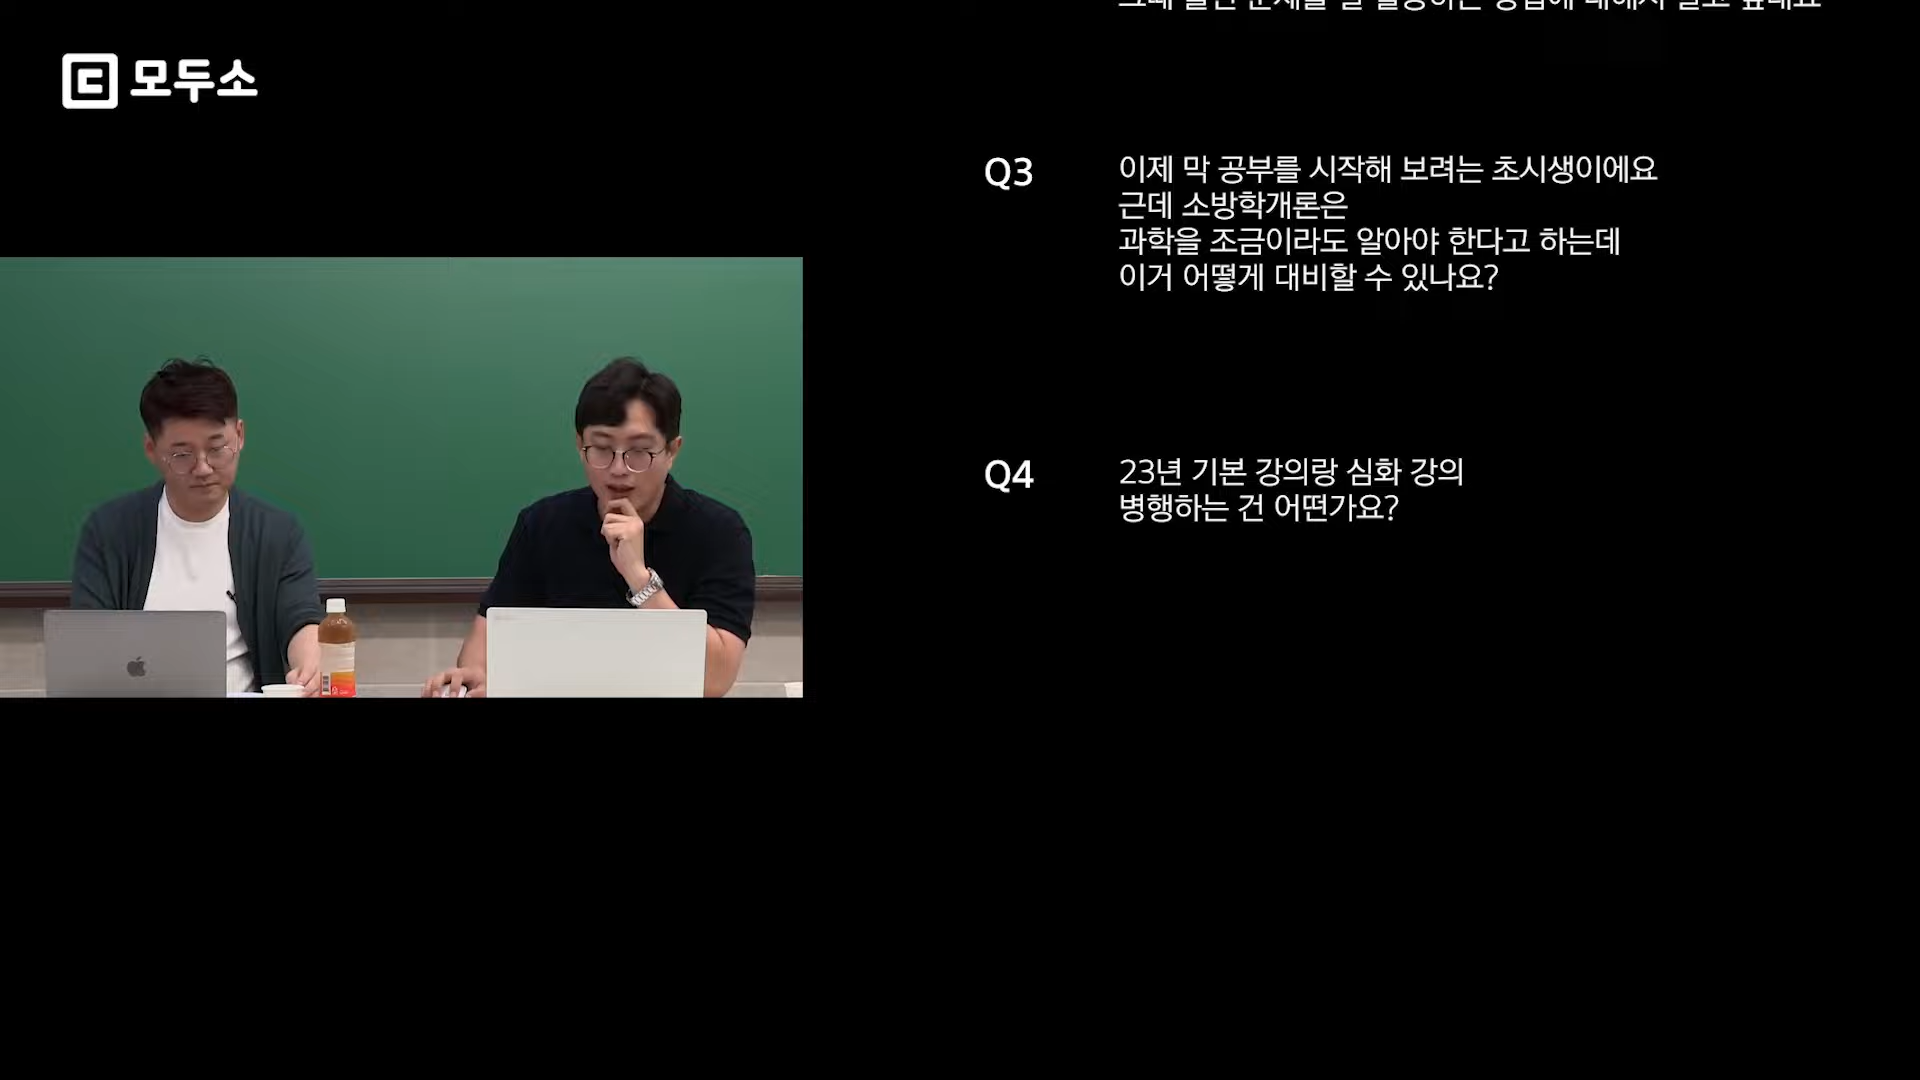 모두소
Q3
이제 막 공부를 시작해 보려는 초시생이에요
근데 소방학개론은
과학을 조금이라도 알아야 한다고 하는데
이거 어떻게 대비할 수 있나요?
Q4
23년 기본 강의랑 심화 강의
병행하는 건 어떤가요?